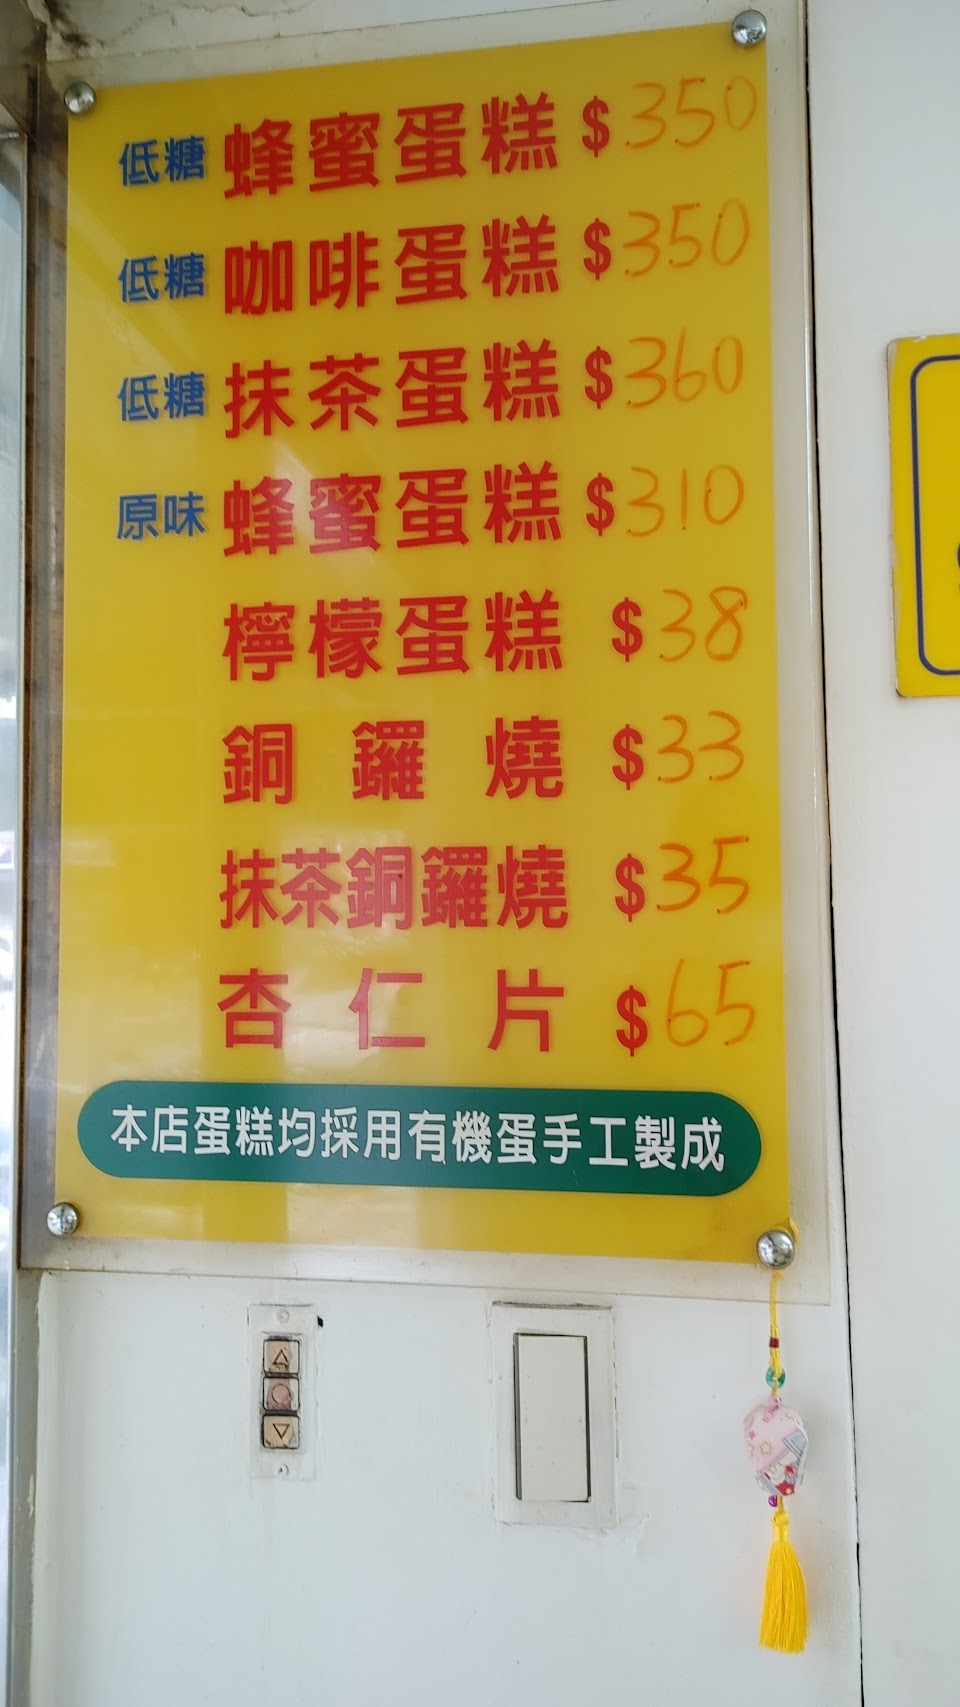 低糖 蜂蜜蛋糕 $350
低糖 咖啡蛋糕 $350
低糖 抹茶蛋糕 $360
原味 蜂蜜蛋糕 $310
檸檬蛋糕 $38
銅鑼燒 $33
抹茶銅鑼燒 $35
杏仁片 $65
本店蛋糕均採用有機蛋手工製成